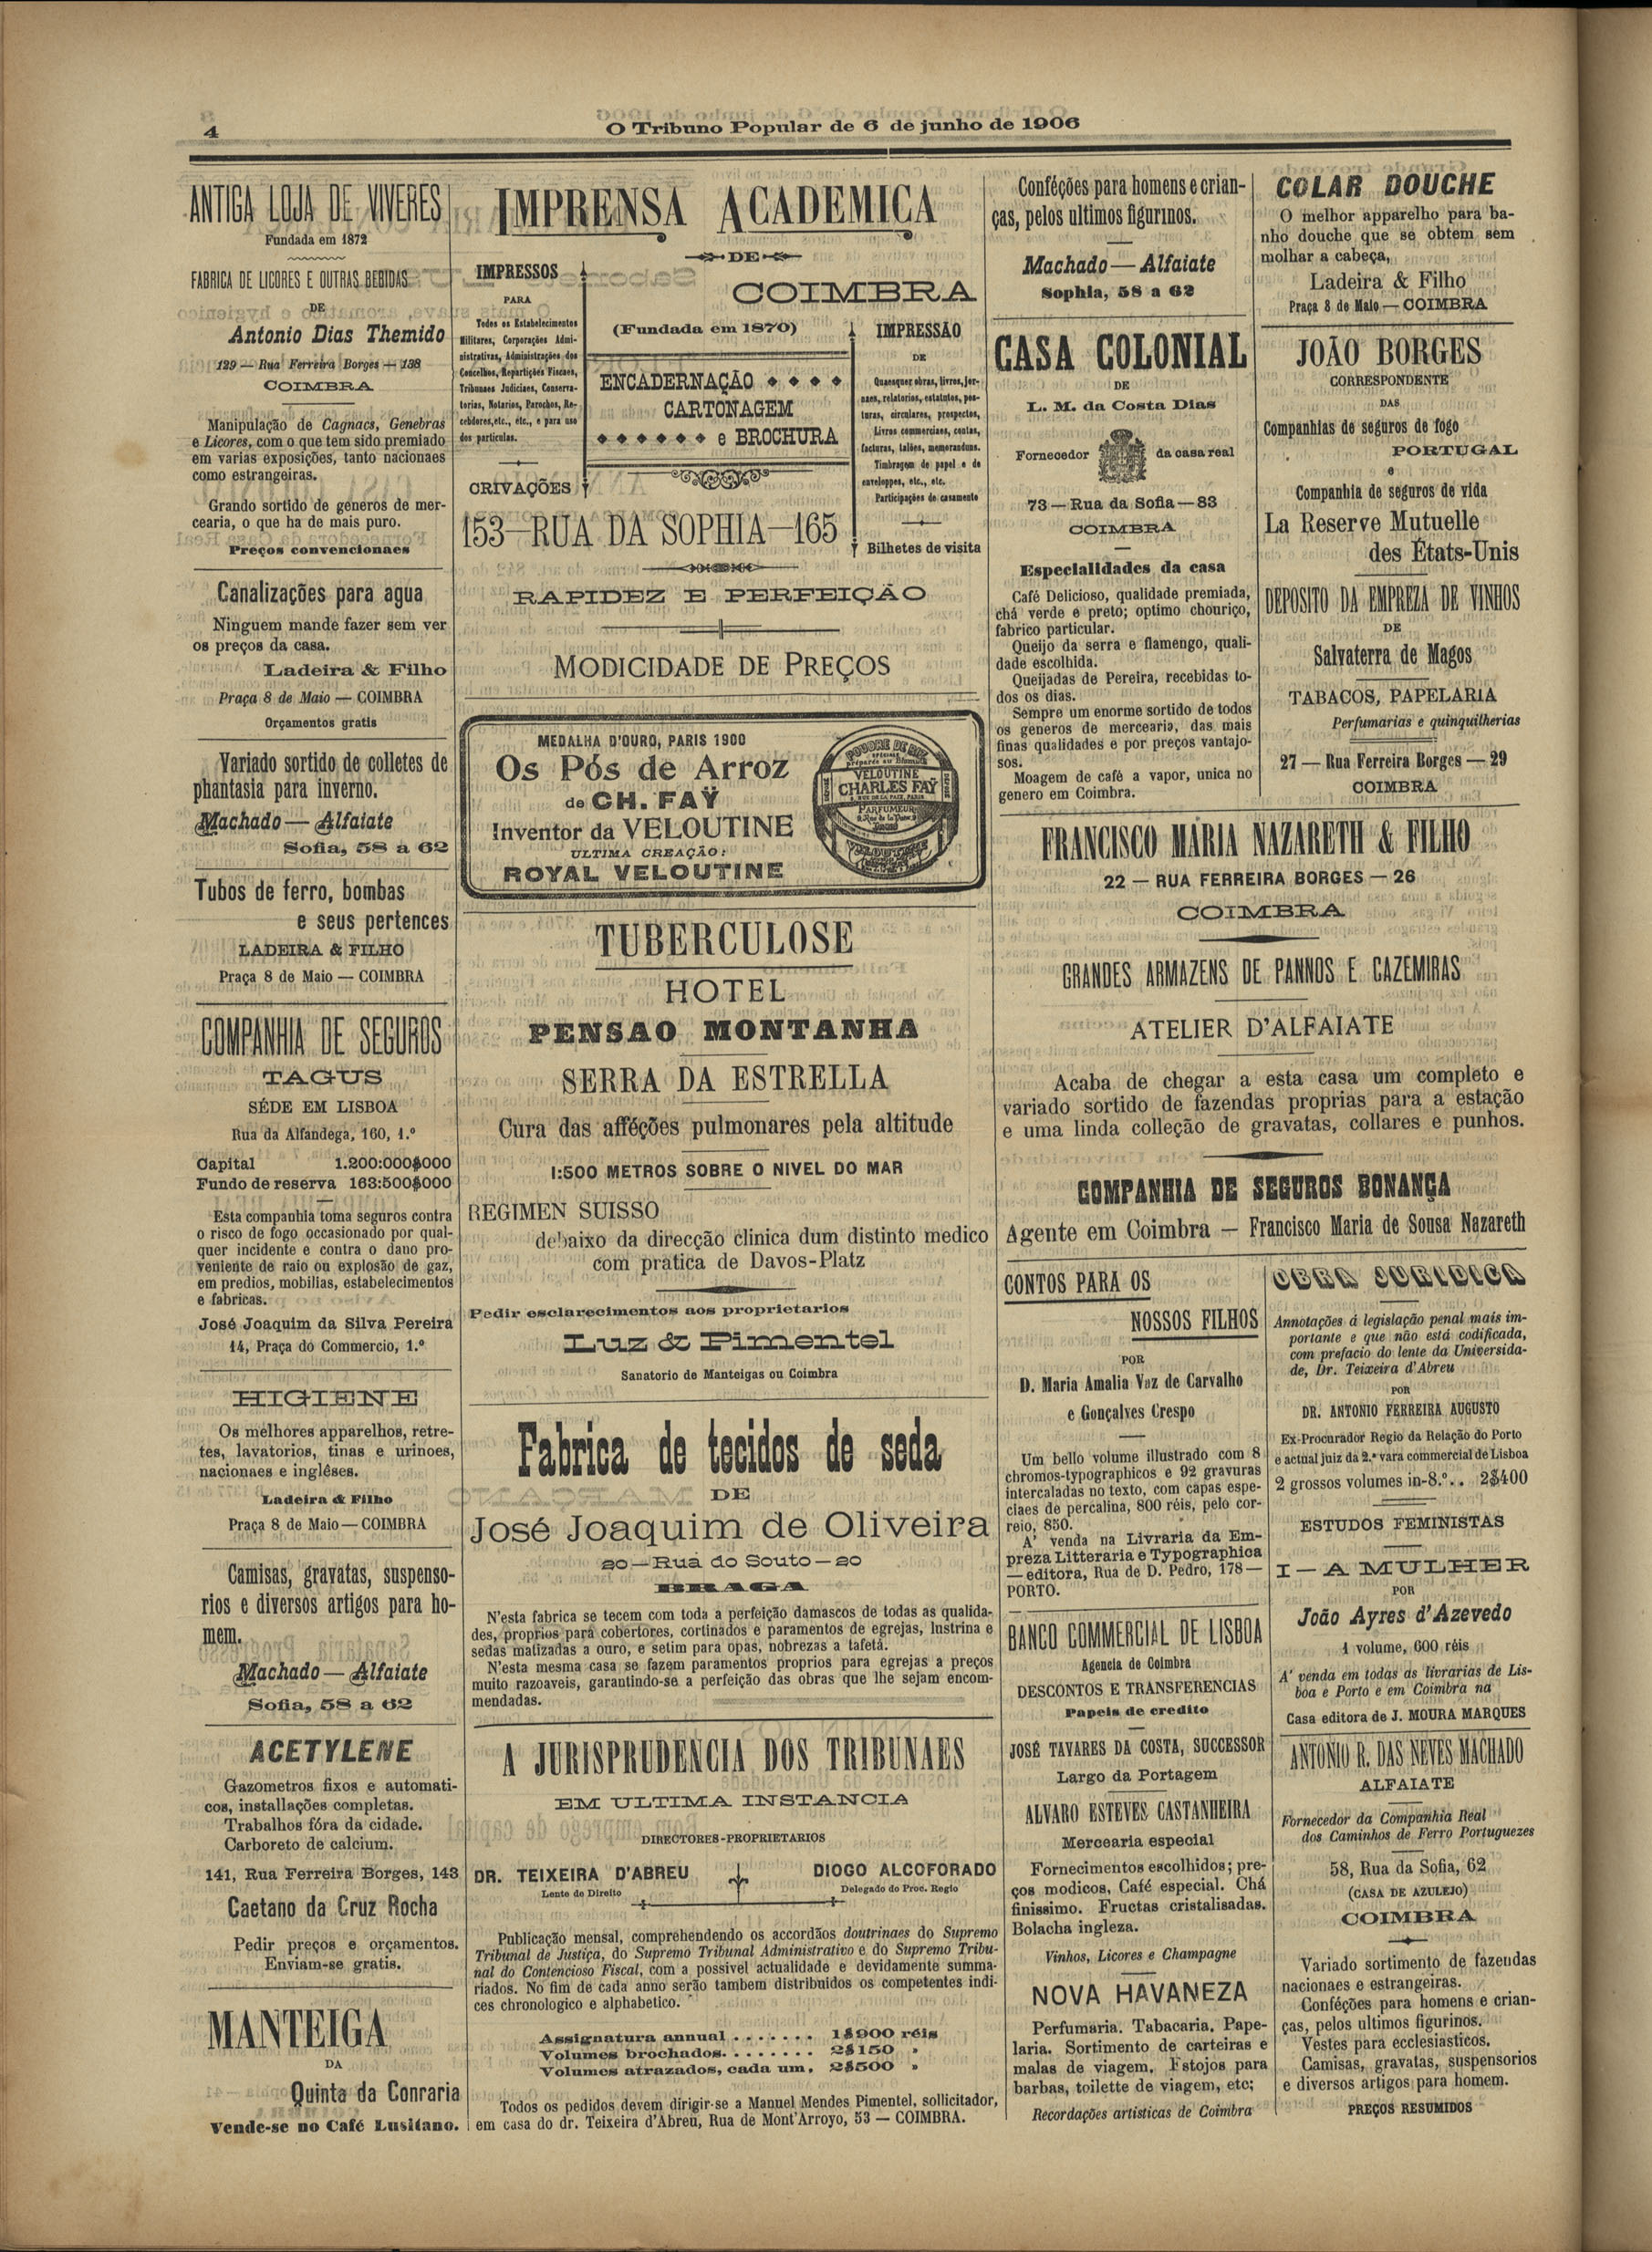 4
O Tribuno Popular de 6 de junho de 1906
ANTIGA LOJA DE VIVERES
Fundada em 1872
FABRICA DE LICORES E OUTRAS BEBIDAS
DE
Antonio Dias Themido
129 — Rua Ferreira Borges — 138
COIMBRA
Manipulação de Cagnacs, Genebras
e Licores, com o que tem sido premiado
em varias exposições, tanto nacionaes
como estrangeiras.
Grando sortido de generos de mer-
cearia, o que ha de mais puro.
Preços convencionaes
Canalizações para agua
Ninguem mande fazer sem ver
os preços da casa.
Ladeira & Filho
Praça 8 de Maio — COIMBRA
Orçamentos gratis
Variado sortido de colletes de
phantasia para inverno.
Machado — Alfaiate
Sofia, 58 a 62
Tubos de ferro, bombas
e seus pertences
LADEIRA & FILHO
Praça 8 de Maio — COIMBRA
COMPANHIA DE SEGUROS
TAGUS
SÉDE EM LISBOA
Rua da Alfandega, 160, 1.º
Capital 1.200:000$000
Fundo de reserva 163:500$000
Esta companhia toma seguros contra
o risco de fogo occasionado por qual-
quer incidente e contra o dano pro-
veniente de raio ou explosão de gaz,
em predios, mobilias, estabelecimentos
e fabricas.
José Joaquim da Silva Pereira
14, Praça do Commercio, 1.º
HIGIENE
Os melhores apparelhos, retre-
tes, lavatorios, tinas e urinoes,
nacionaes e inglêses.
Ladeira & Filho
Praça 8 de Maio — COIMBRA
Camisas, gravatas, suspenso-
rios e diversos artigos para ho-
mem.
Machado — Alfaiate
Sofia, 58 a 62
ACETYLENE
Gazometros fixos e automati-
cos, installações completas.
Trabalhos fóra da cidade.
Carboreto de calcium.
141, Rua Ferreira Borges, 143
Caetano da Cruz Rocha
Pedir preços e orçamentos.
Enviam-se gratis.
MANTEIGA
DA
Quinta da Conraria
Vende-se no Café Lusitano.
IMPRENSA ACADEMICA
DE
COIMBRA
(Fundada em 1870)
IMPRESSOS
PARA
Todos os Estabelecimentos
Militares, Corporações Admi-
nistrativas, Administrações dos
Concelhos, Repartições Fiscaes,
Tribunaes Judiciaes, Conserva-
torias, Notarios, Parochos, Re-
cebdores, etc., etc., e para uso
dos particulas.
CRIVAÇÕES
ENCADERNAÇÃO
CARTONAGEM
e BROCHURA
IMPRESSÃO
DE
Quaesquer obras, livros, jor-
naes, relatorios, estatutos, pos-
turas, circulares, prospectos,
Livros commerciaes, contas,
facturas, talões, memoranduns.
Timbragem de papel e de
enveloppes, etc., etc.
Participações de casamento
Bilhetes de visita
153—RUA DA SOPHIA—165
RAPIDEZ E PERFEIÇÃO
MODICIDADE DE PREÇOS
MEDALHA D'OURO, PARIS 1900
Os Pós de Arroz
de CH. FAŸ
Inventor da VELOUTINE
ULTIMA CREAÇÃO:
ROYAL VELOUTINE
POUDRE DE RIZ
VELOUTINE
CHARLES FAŸ
PARFUMEUR
VELOUTINE
TUBERCULOSE
HOTEL
PENSAO MONTANHA
SERRA DA ESTRELLA
Cura das afféções pulmonares pela altitude
1:500 METROS SOBRE O NIVEL DO MAR
REGIMEN SUISSO
debaixo da direcção clinica dum distinto medico
com pratica de Davos-Platz
Pedir esclarecimentos aos proprietarios
Luz & Pimentel
Sanatorio de Manteigas ou Coimbra
Fabrica de tecidos de seda
DE
José Joaquim de Oliveira
20 — Rua do Souto — 20
BRAGA
N'esta fabrica se tecem com toda a perfeição damascos de todas as qualida-
des, proprios para cobertores, cortinados e paramentos de egrejas, lustrina e
sedas matizadas a ouro, e setim para opas, nobrezas a tafetá.
N'esta mesma casa se fazem paramentos proprios para egrejas a preços
muito razoaveis, garantindo-se a perfeição das obras que lhe sejam encom-
mendadas.
A JURISPRUDENCIA DOS TRIBUNAES
EM ULTIMA INSTANCIA
DIRECTORES-PROPRIETARIOS
DR. TEIXEIRA D'ABREU
Lente de Direito
DIOGO ALCOFORADO
Delegado do Proc. Regio
Publicação mensal, comprehendendo os accordãos doutrinaes do Supremo
Tribunal de Justiça, do Supremo Tribunal Administrativo e do Supremo Tribu-
nal do Contencioso Fiscal, com a possivel actualidade e devidamente summa-
riados. No fim de cada anno serão tambem distribuidos os competentes indi-
ces chronologico e alphabetico.
Assignatura annual . . . . . . . 1$900 réis
Volumes brochados. . . . . . . . 2$150 »
Volumes atrazados, cada um. 2$500 »
Todos os pedidos devem dirigir-se a Manuel Mendes Pimentel, sollicitador,
em casa do dr. Teixeira d'Abreu, Rua de Mont'Arroyo, 53 — COIMBRA.
Conféções para homens e crian-
ças, pelos ultimos figurinos.
Machado — Alfaiate
Sophia, 58 a 62
CASA COLONIAL
DE
L. M. da Costa Dias
Fornecedor da casa real
73 — Rua da Sofia — 83
COIMBRA
Especialidades da casa
Café Delicioso, qualidade premiada,
chá verde e preto; optimo chouriço,
fabrico particular.
Queijo da serra e flamengo, quali-
dade escolhida.
Queijadas de Pereira, recebidas to-
dos os dias.
Sempre um enorme sortido de todos
os generos de mercearia, das mais
finas qualidades e por preços vantajo-
sos.
Moagem de café a vapor, unica no
genero em Coimbra.
COLAR DOUCHE
O melhor apparelho para ba-
nho douche que se obtem sem
molhar a cabeça,
Ladeira & Filho
Praça 8 de Maio — COIMBRA
JOÃO BORGES
CORRESPONDENTE
DAS
Companhias de seguros de fogo
PORTUGAL
e
Companhia de seguros de vida
La Reserve Mutuelle
des États-Unis
DEPOSITO DA EMPREZA DE VINHOS
DE
Salvaterra de Magos
TABACOS, PAPELARIA
Perfumarias e quinquilherias
27 — Rua Ferreira Borges — 29
COIMBRA
FRANCISCO MARIA NAZARETH & FILHO
22 — RUA FERREIRA BORGES — 26
COIMBRA
GRANDES ARMAZENS DE PANNOS E CAZEMIRAS
ATELIER D'ALFAIATE
Acaba de chegar a esta casa um completo e
variado sortido de fazendas proprias para a estação
e uma linda colleção de gravatas, collares e punhos.
COMPANHIA DE SEGUROS BONANÇA
Agente em Coimbra — Francisco Maria de Sousa Nazareth
CONTOS PARA OS
NOSSOS FILHOS
POR
D. Maria Amalia Vaz de Carvalho
e Gonçalves Crespo
Um bello volume illustrado com 8
chromos-typographicos e 92 gravuras
intercaladas no texto, com capas espe-
ciaes de percalina, 800 réis, pelo cor-
reio, 850.
A' venda na Livraria da Em-
preza Litteraria e Typographica
— editora, Rua de D. Pedro, 178 —
PORTO.
BANCO COMMERCIAL DE LISBOA
Agencia de Coimbra
DESCONTOS E TRANSFERENCIAS
Papeis de credito
JOSÉ TAVARES DA COSTA, SUCCESSOR
Largo da Portagem
ALVARO ESTEVES CASTANHEIRA
Mercearia especial
Fornecimentos escolhidos; pre-
ços modicos, Café especial. Chá
finissimo. Fructas cristalisadas.
Bolacha ingleza.
Vinhos, Licores e Champagne
NOVA HAVANEZA
Perfumaria. Tabacaria. Pape-
laria. Sortimento de carteiras e
malas de viagem. Estojos para
barbas, toilette de viagem, etc;
Recordações artisticas de Coimbra
OBRA JURIDICA
Annotações á legislação penal mais im-
portante e que não está codificada,
com prefacio do lente da Universida-
de, Dr. Teixeira d'Abreu
POR
DR. ANTONIO FERREIRA AUGUSTO
Ex-Procurador Regio da Relação do Porto
e actual juiz da 2.ª vara commercial de Lisboa
2 grossos volumes in-8.º . . 2$400
ESTUDOS FEMINISTAS
I — A MULHER
POR
João Ayres d'Azevedo
1 volume, 600 réis
A' venda em todas as livrarias de Lis-
boa e Porto e em Coimbra na
Casa editora de J. MOURA MARQUES
ANTONIO R. DAS NEVES MACHADO
ALFAIATE
Fornecedor da Companhia Real
dos Caminhos de Ferro Portuguezes
58, Rua da Sofia, 62
(CASA DE AZULEJO)
COIMBRA
Variado sortimento de fazendas
nacionaes e estrangeiras.
Conféções para homens e crian-
ças, pelos ultimos figurinos.
Vestes para ecclesiasticos.
Camisas, gravatas, suspensorios
e diversos artigos para homem.
PREÇOS RESUMIDOS